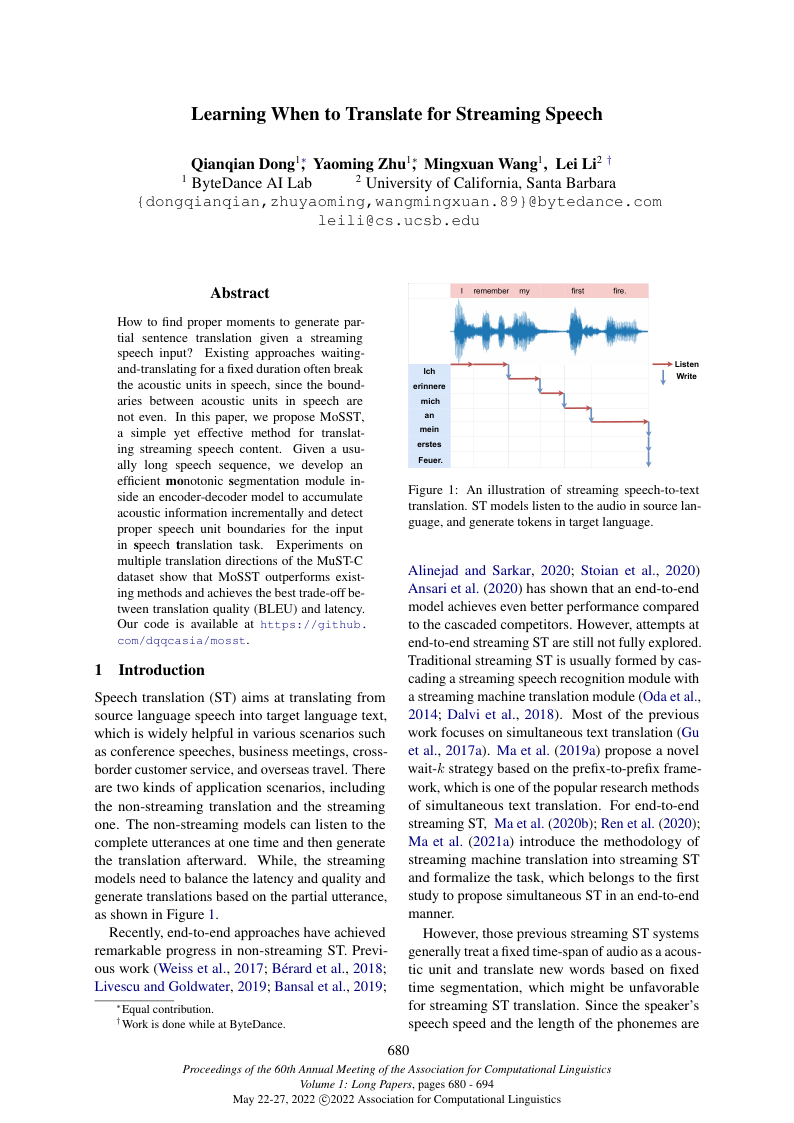 Learning When to Translate for Streaming Speech
Qianqian Dong1∗, Yaoming Zhu1∗, Mingxuan Wang1, Lei Li2 †
1 ByteDance AI Lab 2 University of California, Santa Barbara
{dongqianqian,zhuyaoming,wangmingxuan.89}@bytedance.com
leili@cs.ucsb.edu
Abstract
How to find proper moments to generate par-
tial sentence translation given a streaming
speech input? Existing approaches waiting-
and-translating for a fixed duration often break
the acoustic units in speech, since the bound-
aries between acoustic units in speech are
not even. In this paper, we propose MoSST,
a simple yet effective method for translat-
ing streaming speech content. Given a usu-
ally long speech sequence, we develop an
efficient monotonic segmentation module in-
side an encoder-decoder model to accumulate
acoustic information incrementally and detect
proper speech unit boundaries for the input
in speech translation task. Experiments on
multiple translation directions of the MuST-C
dataset show that MoSST outperforms exist-
ing methods and achieves the best trade-off be-
tween translation quality (BLEU) and latency.
Our code is available at https://github.
com/dqqcasia/mosst.
1 Introduction
Speech translation (ST) aims at translating from
source language speech into target language text,
which is widely helpful in various scenarios such
as conference speeches, business meetings, cross-
border customer service, and overseas travel. There
are two kinds of application scenarios, including
the non-streaming translation and the streaming
one. The non-streaming models can listen to the
complete utterances at one time and then generate
the translation afterward. While, the streaming
models need to balance the latency and quality and
generate translations based on the partial utterance,
as shown in Figure 1.
Recently, end-to-end approaches have achieved
remarkable progress in non-streaming ST. Previ-
ous work (Weiss et al., 2017; Bérard et al., 2018;
Livescu and Goldwater, 2019; Bansal et al., 2019;
∗Equal contribution.
†Work is done while at ByteDance.
I remember my first fire.
Listen
Write
Ich
erinnere
mich
an
mein
erstes
Feuer.
Figure 1: An illustration of streaming speech-to-text
translation. ST models listen to the audio in source lan-
guage, and generate tokens in target language.
Alinejad and Sarkar, 2020; Stoian et al., 2020)
Ansari et al. (2020) has shown that an end-to-end
model achieves even better performance compared
to the cascaded competitors. However, attempts at
end-to-end streaming ST are still not fully explored.
Traditional streaming ST is usually formed by cas-
cading a streaming speech recognition module with
a streaming machine translation module (Oda et al.,
2014; Dalvi et al., 2018). Most of the previous
work focuses on simultaneous text translation (Gu
et al., 2017a). Ma et al. (2019a) propose a novel
wait-k strategy based on the prefix-to-prefix frame-
work, which is one of the popular research methods
of simultaneous text translation. For end-to-end
streaming ST, Ma et al. (2020b); Ren et al. (2020);
Ma et al. (2021a) introduce the methodology of
streaming machine translation into streaming ST
and formalize the task, which belongs to the first
study to propose simultaneous ST in an end-to-end
manner.
However, those previous streaming ST systems
generally treat a fixed time-span of audio as a acous-
tic unit and translate new words based on fixed
time segmentation, which might be unfavorable
for streaming ST translation. Since the speaker's
speech speed and the length of the phonemes are
680
Proceedings of the 60th Annual Meeting of the Association for Computational Linguistics
Volume 1: Long Papers, pages 680 - 694
May 22-27, 2022 ©2022 Association for Computational Linguistics